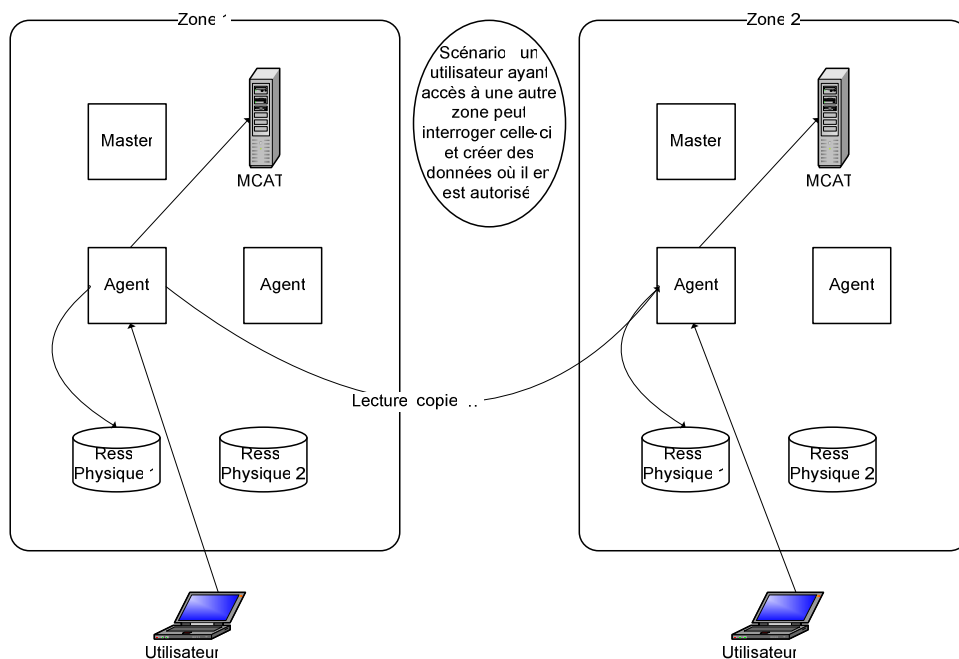 Zone 1
Zone 2
Scénario un
utilisateur ayant
accès à une autre
zone peut
interroger celle-ci
et créer des
données où il en
est autorisé
Master
MCAT
Master
MCAT
Agent
Agent
Agent
Agent
Lecture copie ..
Ress
Physique 1
Ress
Physique 2
Ress
Physique 1
Ress
Physique 2
Utilisateur
Utilisateur